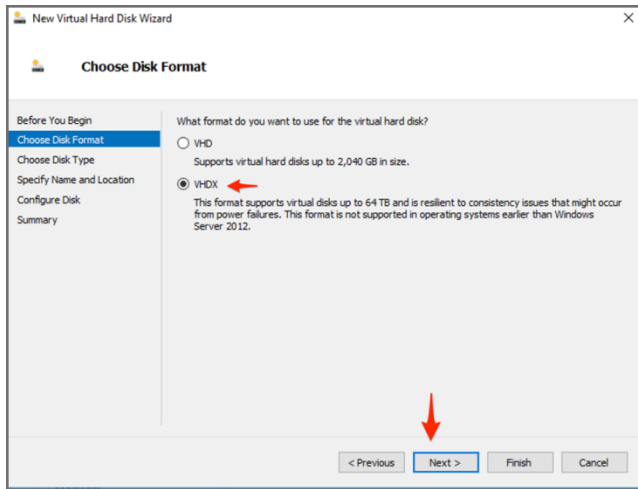 New Virtual Hard Disk Wizard
Choose Disk Format
Before You Begin
Choose Disk Format
Choose Disk Type
Specify Name and Location
Configure Disk
Summary
What format do you want to use for the virtual hard disk?
VHD
Supports virtual hard disks up to 2,040 GB in size.
VHDX
This format supports virtual disks up to 64 TB and is resilient to consistency issues that might occur
from power failures. This format is not supported in operating systems earlier than Windows
Server 2012.
< Previous
Next >
Finish
Cancel